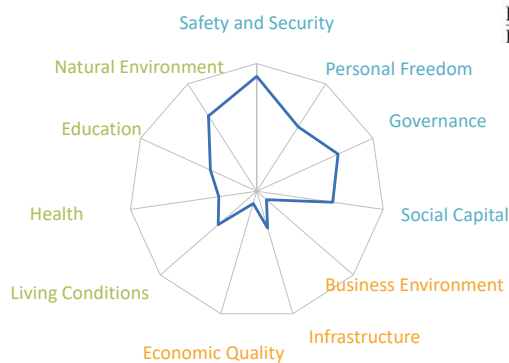 Safety and Security
Natural Environment
Personal Freedom
Education
Governance
Health
Social Capital
Living Conditions
Business Environment
Infrastructure
Economic Quality